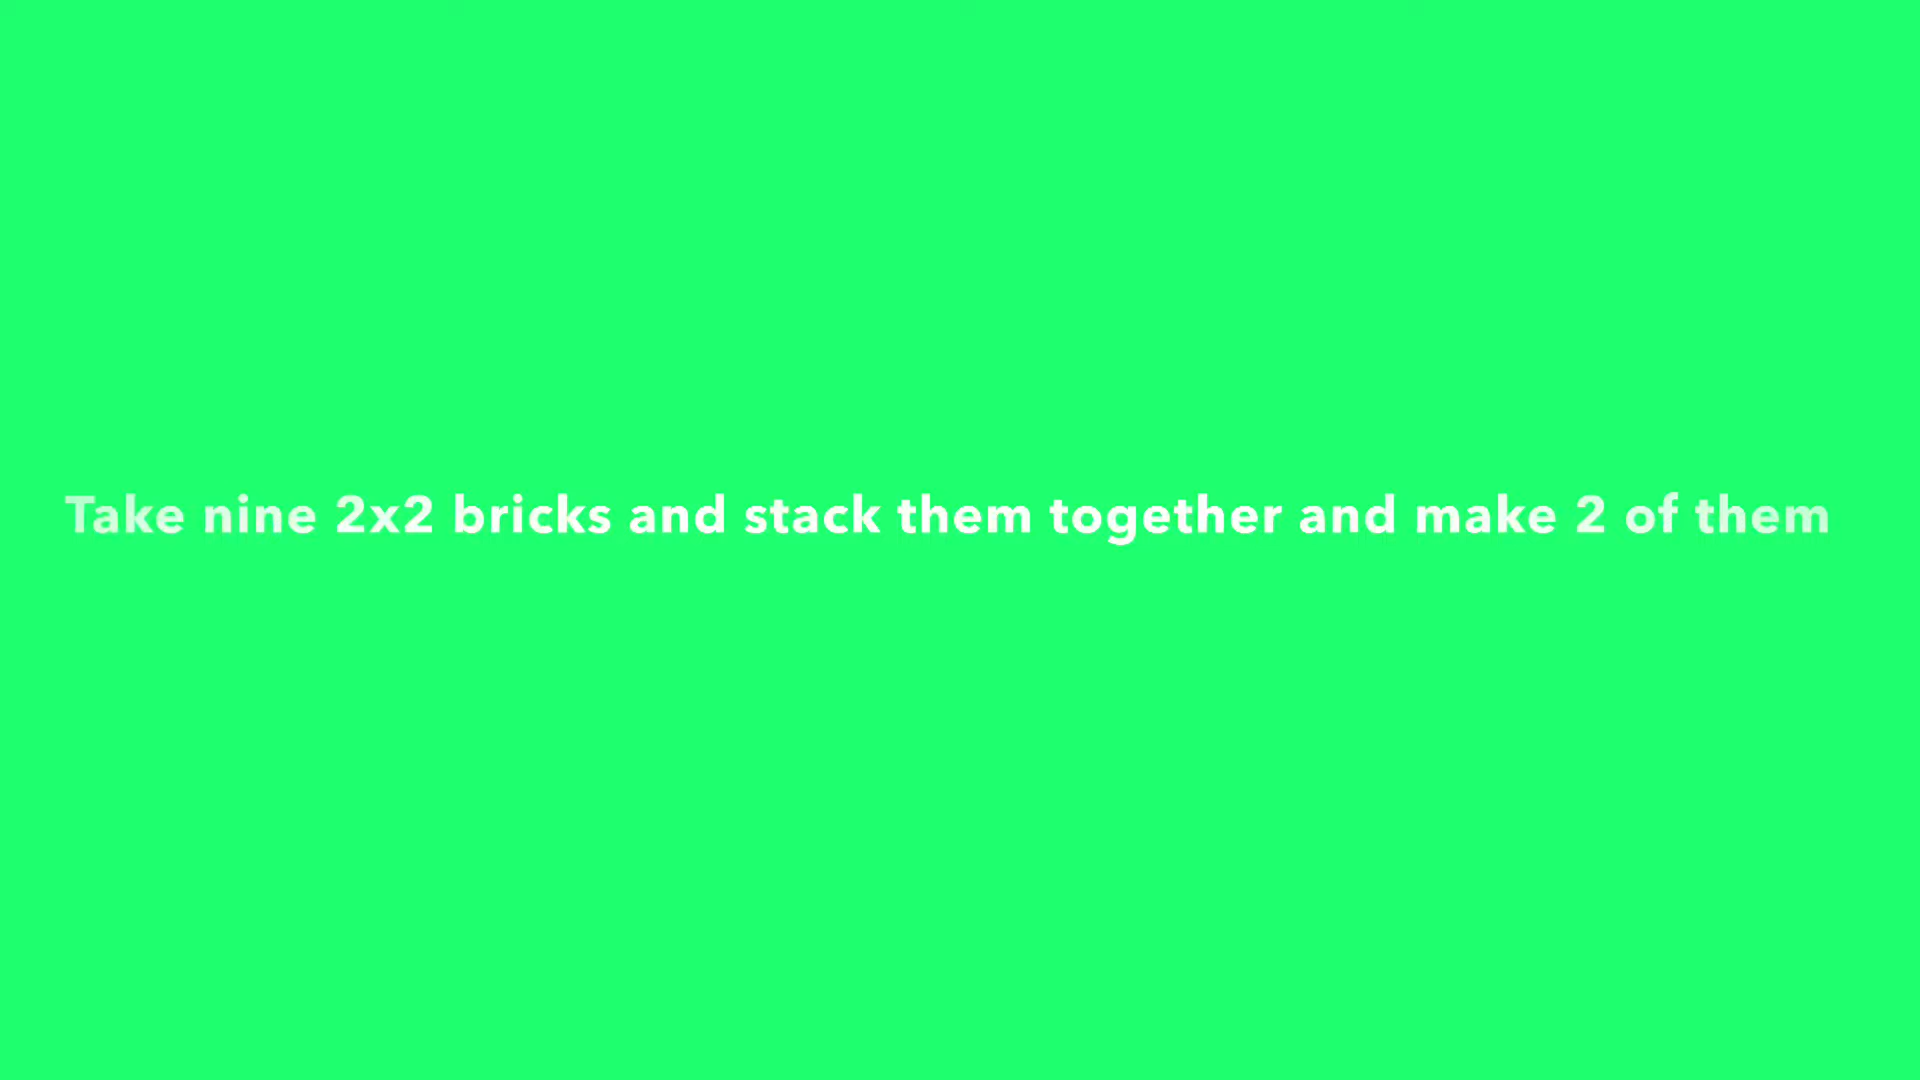 Take nine 2x2 bricks and stack them together and make 2 of them